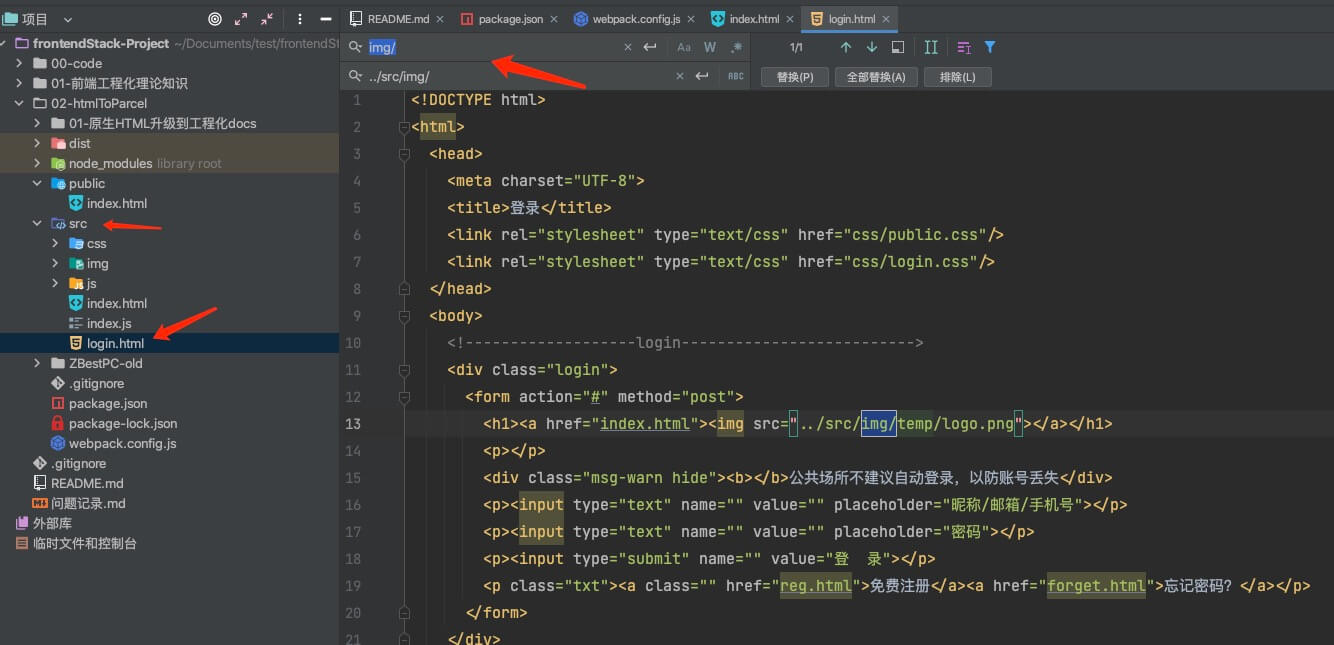 项目
README.md
package.json
webpack.config.js
index.html
login.html
frontendStack-Project ~/Documents/test/frontendSt
00-code
01-前端工程化理论知识
02-htmlToParcel
01-原生HTML升级到工程化docs
dist
node_modules library root
public
index.html
src
css
img
js
index.html
index.js
login.html
ZBestPC-old
.gitignore
package.json
package-lock.json
webpack.config.js
.gitignore
README.md
问题记录.md
外部库
临时文件和控制台
img/
Aa W .*
1/1
../src/img/
ABC
替换(P)
全部替换(A)
排除(L)
1 <!DOCTYPE html>
2 <html>
3 <head>
4 <meta charset="UTF-8">
5 <title>登录</title>
6 <link rel="stylesheet" type="text/css" href="css/public.css"/>
7 <link rel="stylesheet" type="text/css" href="css/login.css"/>
8 </head>
9 <body>
10 <!-------------------login-------------------------->
11 <div class="login">
12 <form action="#" method="post">
13 <h1><a href="index.html"><img src="../src/img/temp/logo.png"></a></h1>
14 <p></p>
15 <div class="msg-warn hide"><b></b>公共场所不建议自动登录，以防账号丢失</div>
16 <p><input type="text" name="" value="" placeholder="昵称/邮箱/手机号"></p>
17 <p><input type="text" name="" value="" placeholder="密码"></p>
18 <p><input type="submit" name="" value="登  录"></p>
19 <p class="txt"><a class="" href="reg.html">免费注册</a><a href="forget.html">忘记密码？</a></p>
20 </form>
21 </div>